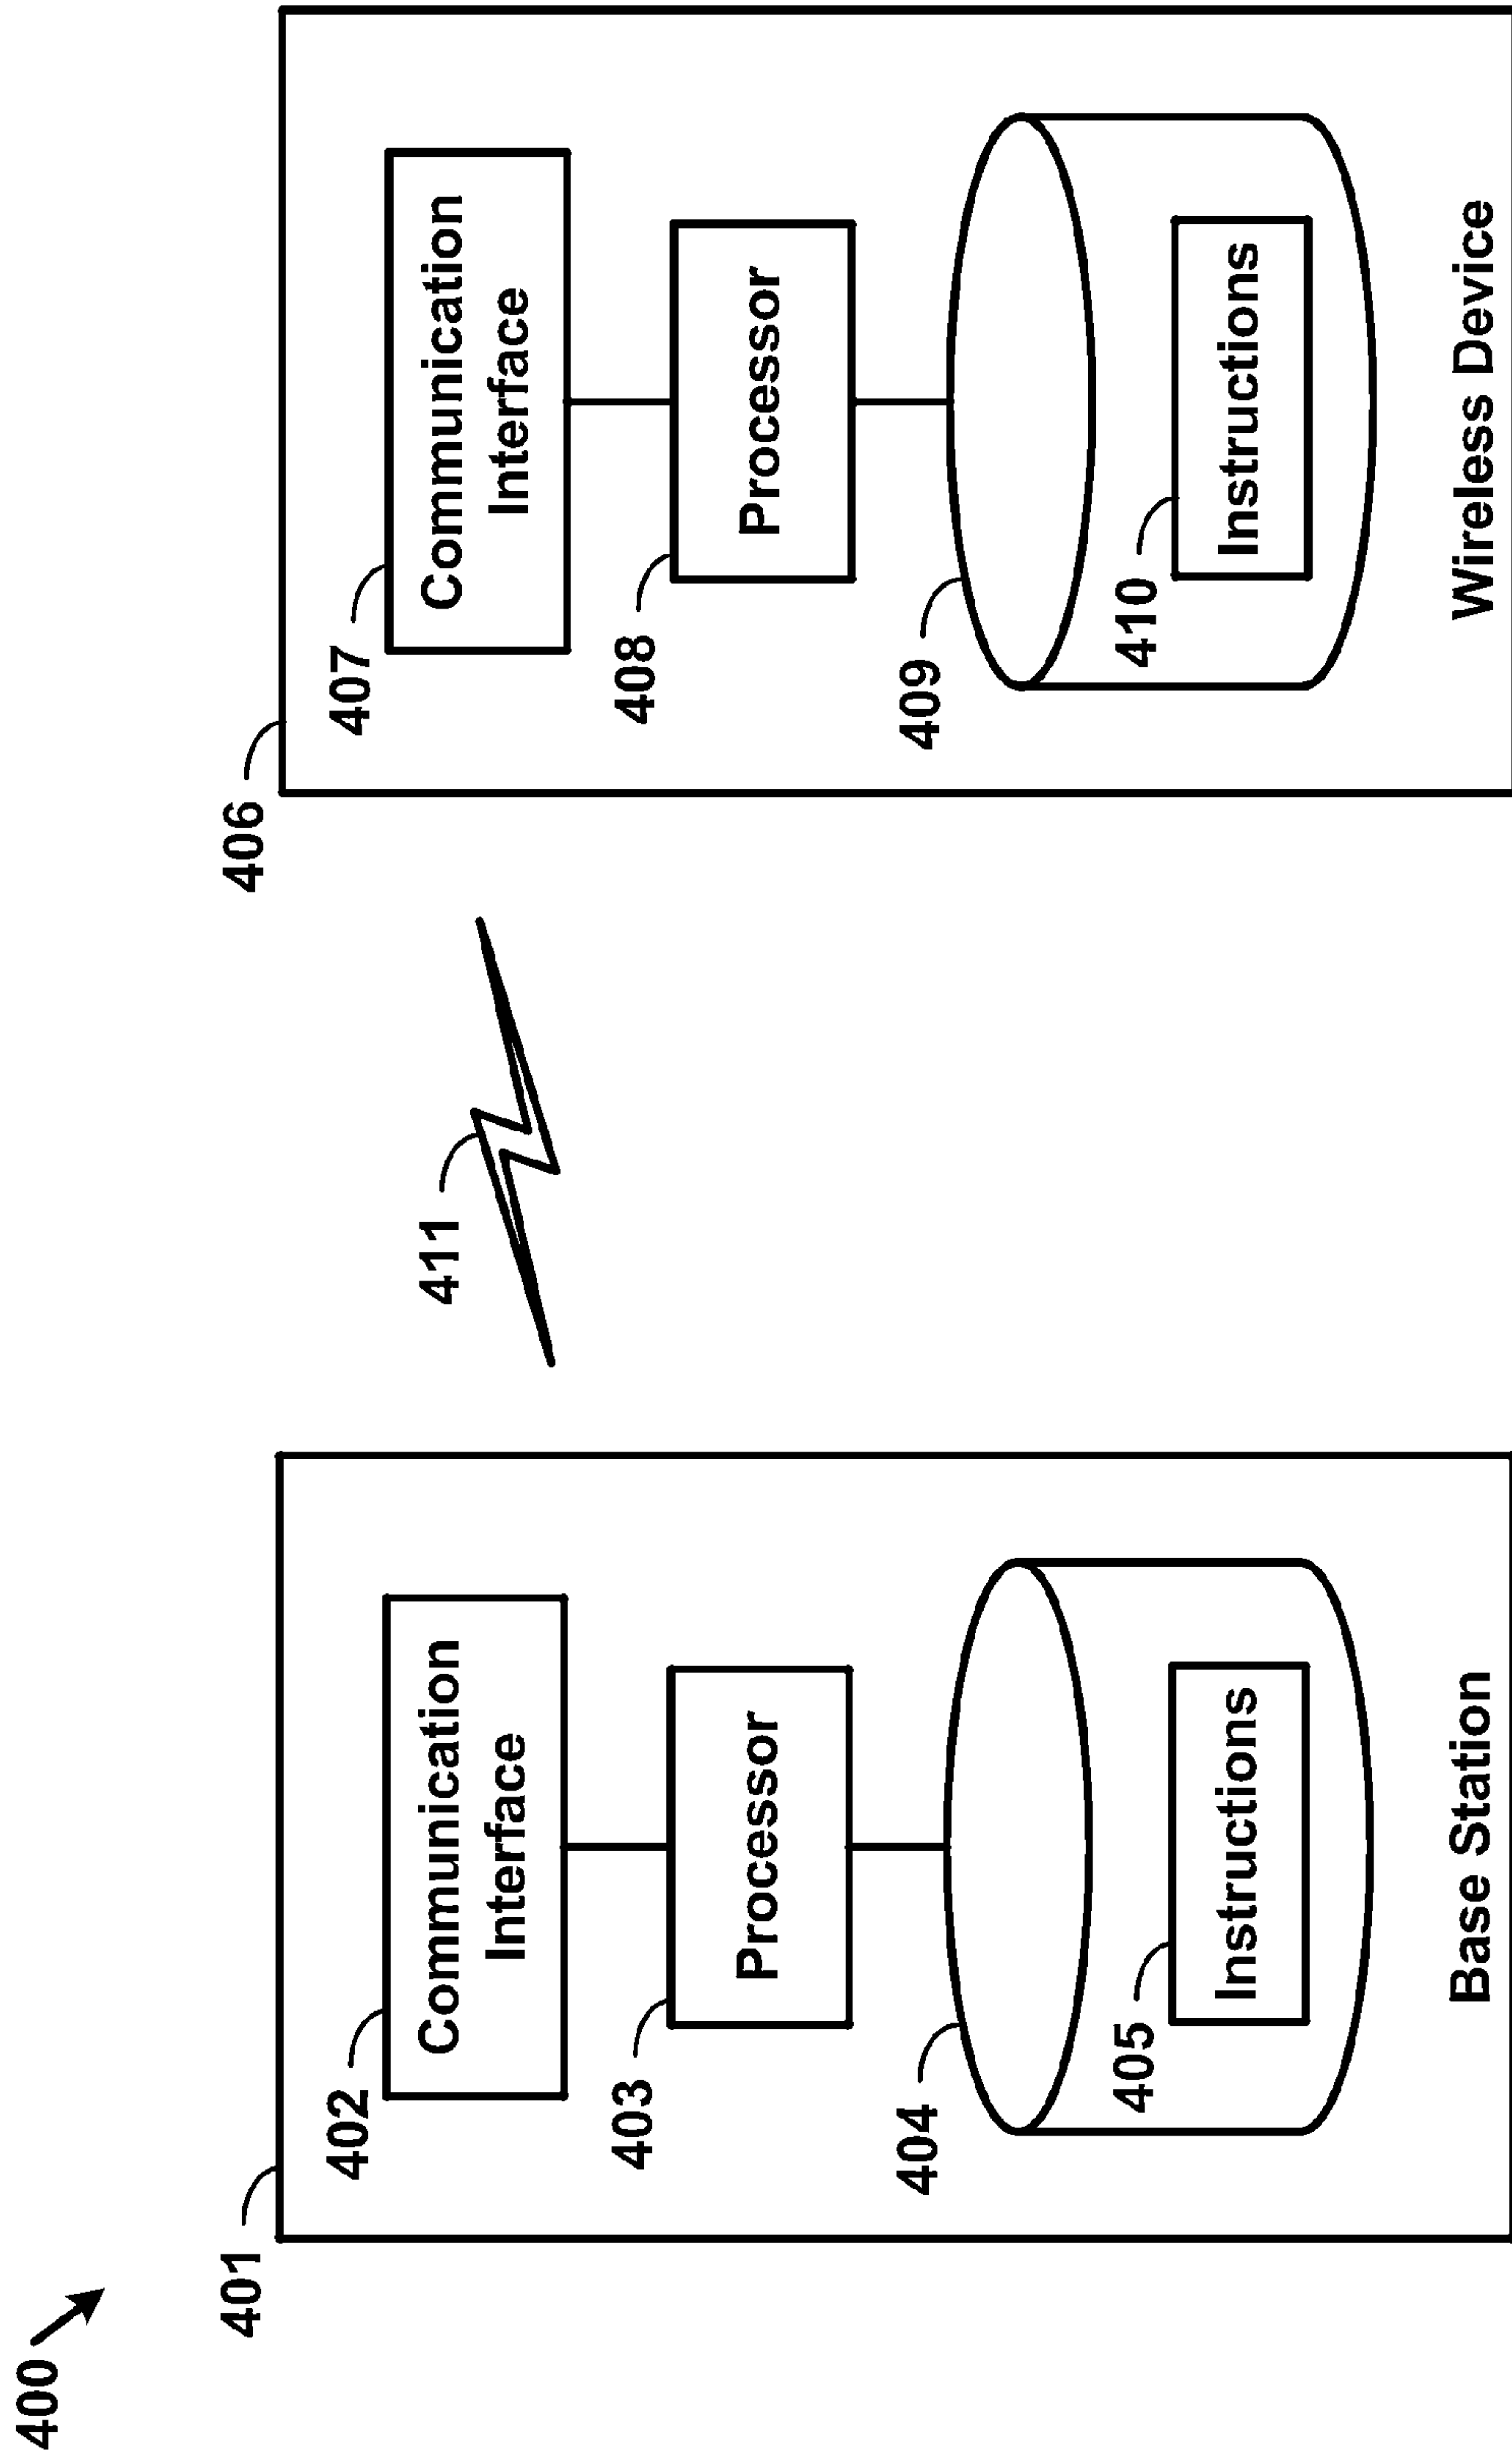 400
401
402
Communication
Interface
403
Processor
404
405
Instructions
Base Station
411
406
407
Communication
Interface
408
Processor
409
410
Instructions
Wireless Device